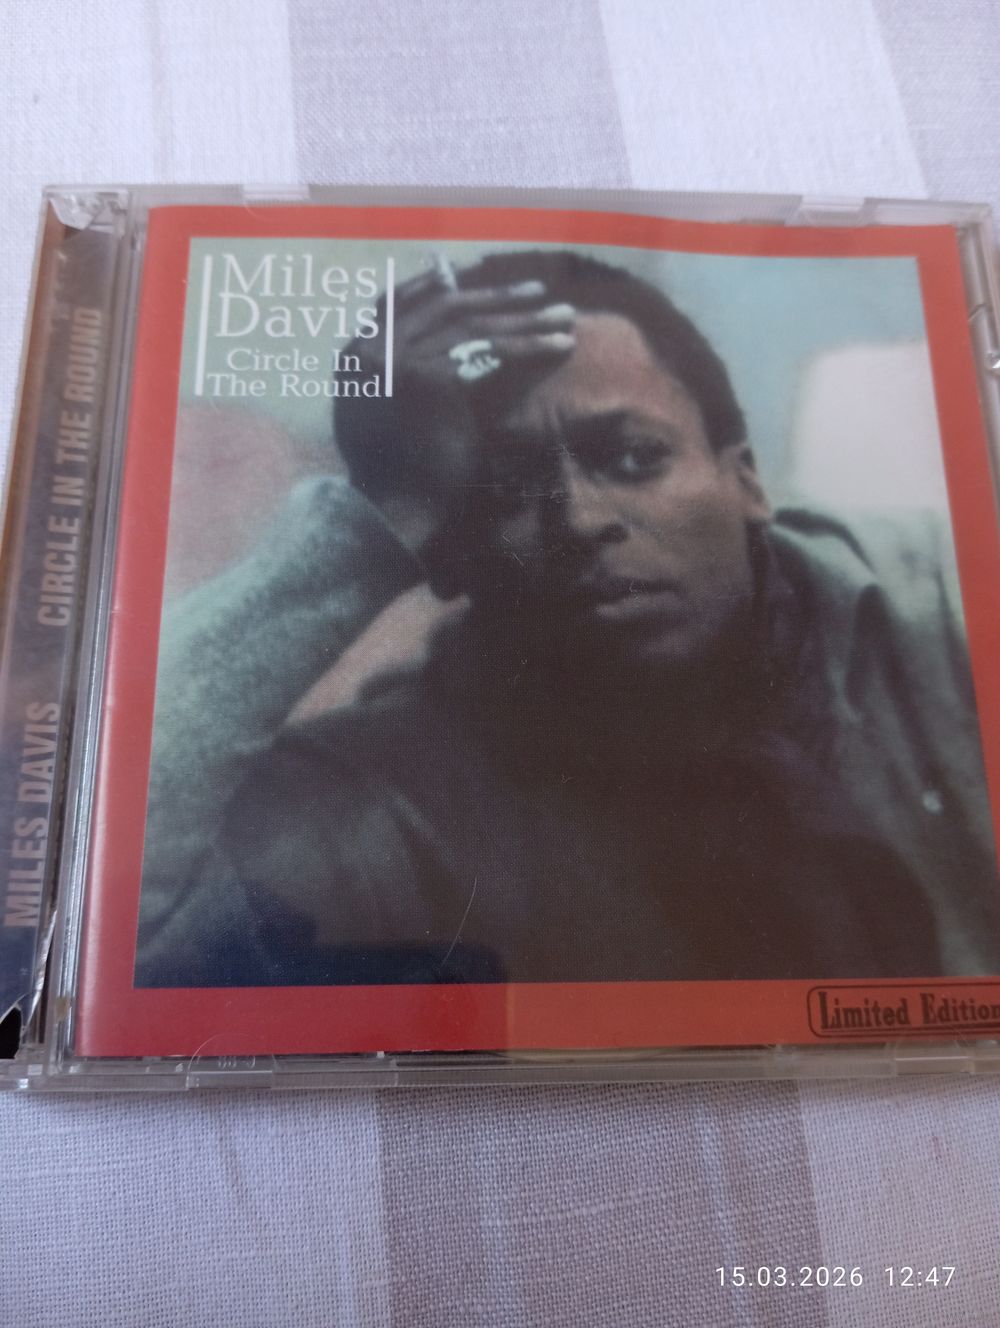 Miles
Davis
Circle In
The Round
MILES DAVIS CIRCLE IN THE ROUND
Limited Edition
15.03.2026 12:47